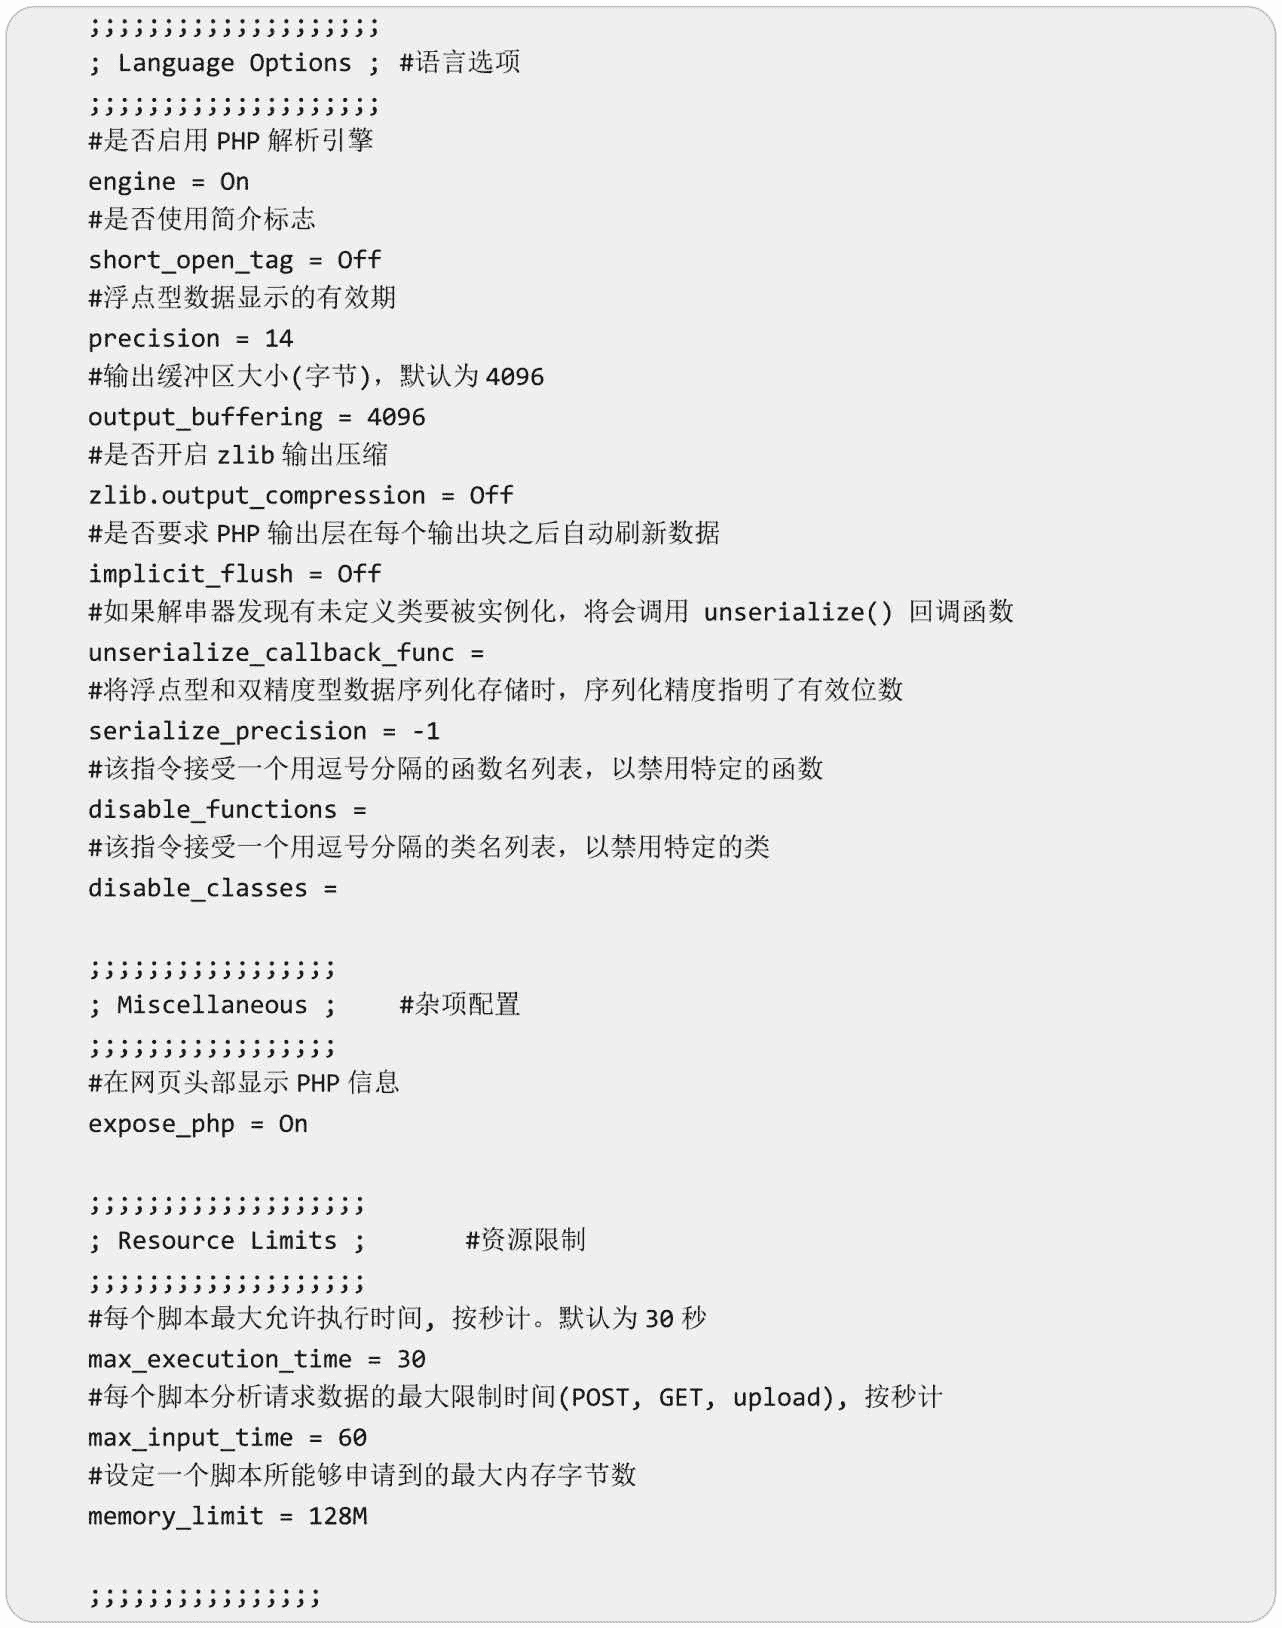 ;;;;;;;;;;;;;;;;;;;;
; Language Options ; #语言选项
;;;;;;;;;;;;;;;;;;;;
#是否启用 PHP 解析引擎
engine = On
#是否使用简介标志
short_open_tag = Off
#浮点型数据显示的有效期
precision = 14
#输出缓冲区大小(字节)，默认为 4096
output_buffering = 4096
#是否开启 zlib 输出压缩
zlib.output_compression = Off
#是否要求 PHP 输出层在每个输出块之后自动刷新数据
implicit_flush = Off
#如果解串器发现有未定义类要被实例化，将会调用 unserialize() 回调函数
unserialize_callback_func =
#将浮点型和双精度型数据序列化存储时，序列化精度指明了有效位数
serialize_precision = -1
#该指令接受一个用逗号分隔的函数名列表，以禁用特定的函数
disable_functions =
#该指令接受一个用逗号分隔的类名列表，以禁用特定的类
disable_classes =
;;;;;;;;;;;;;;;;;
; Miscellaneous ; #杂项配置
;;;;;;;;;;;;;;;;;
#在网页头部显示 PHP 信息
expose_php = On
;;;;;;;;;;;;;;;;;;;
; Resource Limits ; #资源限制
;;;;;;;;;;;;;;;;;;;
#每个脚本最大允许执行时间, 按秒计。默认为 30 秒
max_execution_time = 30
#每个脚本分析请求数据的最大限制时间(POST, GET, upload), 按秒计
max_input_time = 60
#设定一个脚本所能够申请到的最大内存字节数
memory_limit = 128M
;;;;;;;;;;;;;;;;